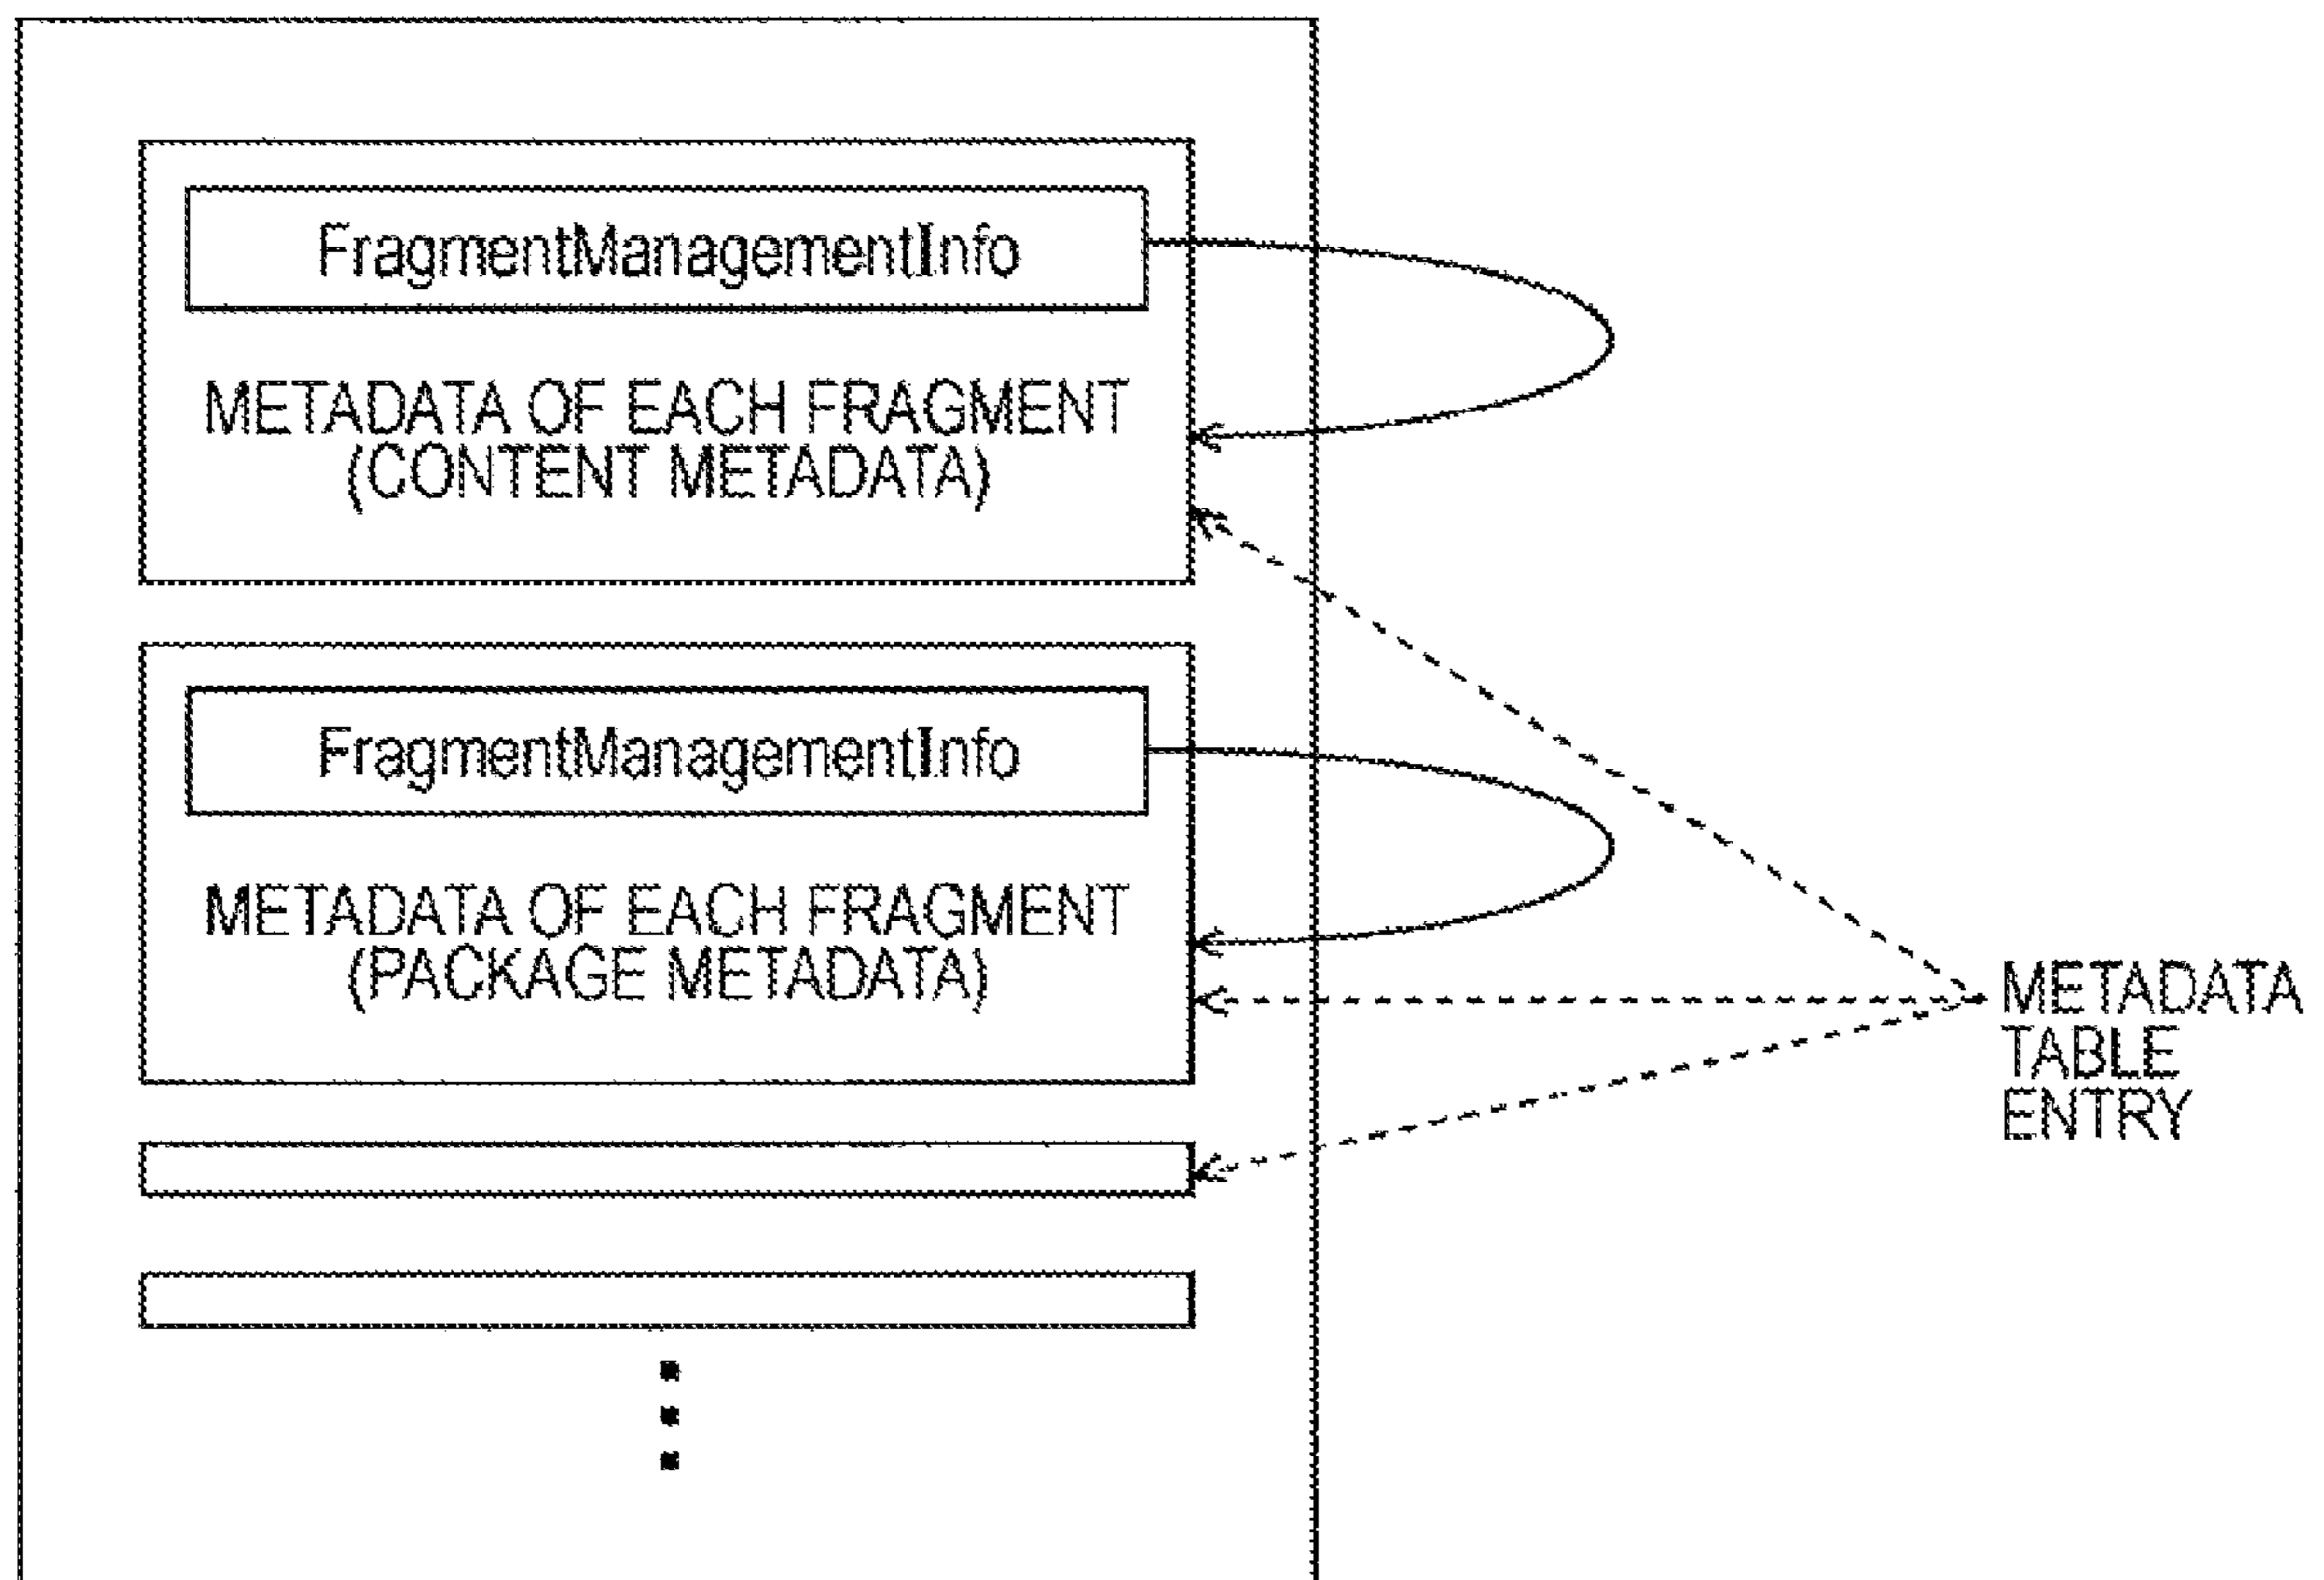 FragmentManagementInfo
METADATA OF EACH FRAGMENT
(CONTENT METADATA)
FragmentManagementInfo
METADATA OF EACH FRAGMENT
(PACKAGE METADATA)
METADATA
TABLE
ENTRY